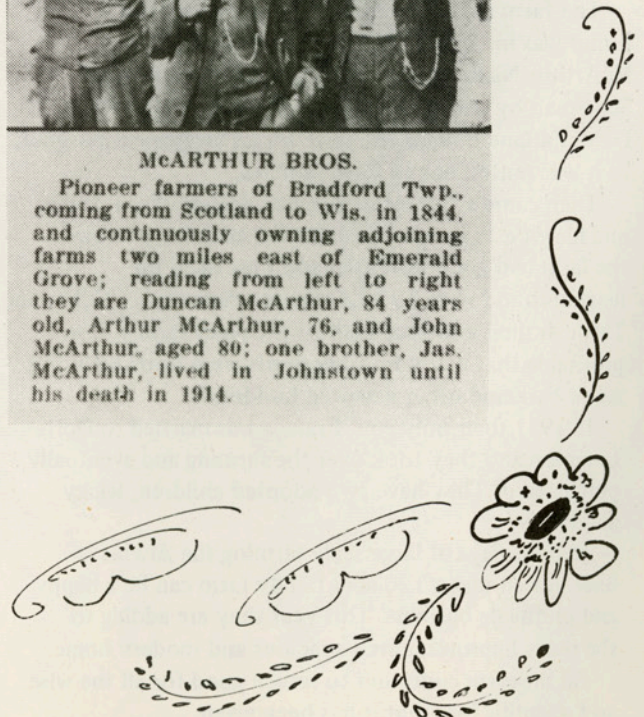 McARTHUR BROS.
Pioneer farmers of Bradford Twp.,
coming from Scotland to Wis. in 1844,
and continuously owning adjoining
farms two miles east of Emerald
Grove; reading from left to right
they are Duncan McArthur, 84 years
old, Arthur McArthur, 76, and John
McArthur, aged 80; one brother, Jas.
McArthur, lived in Johnstown until
his death in 1914.